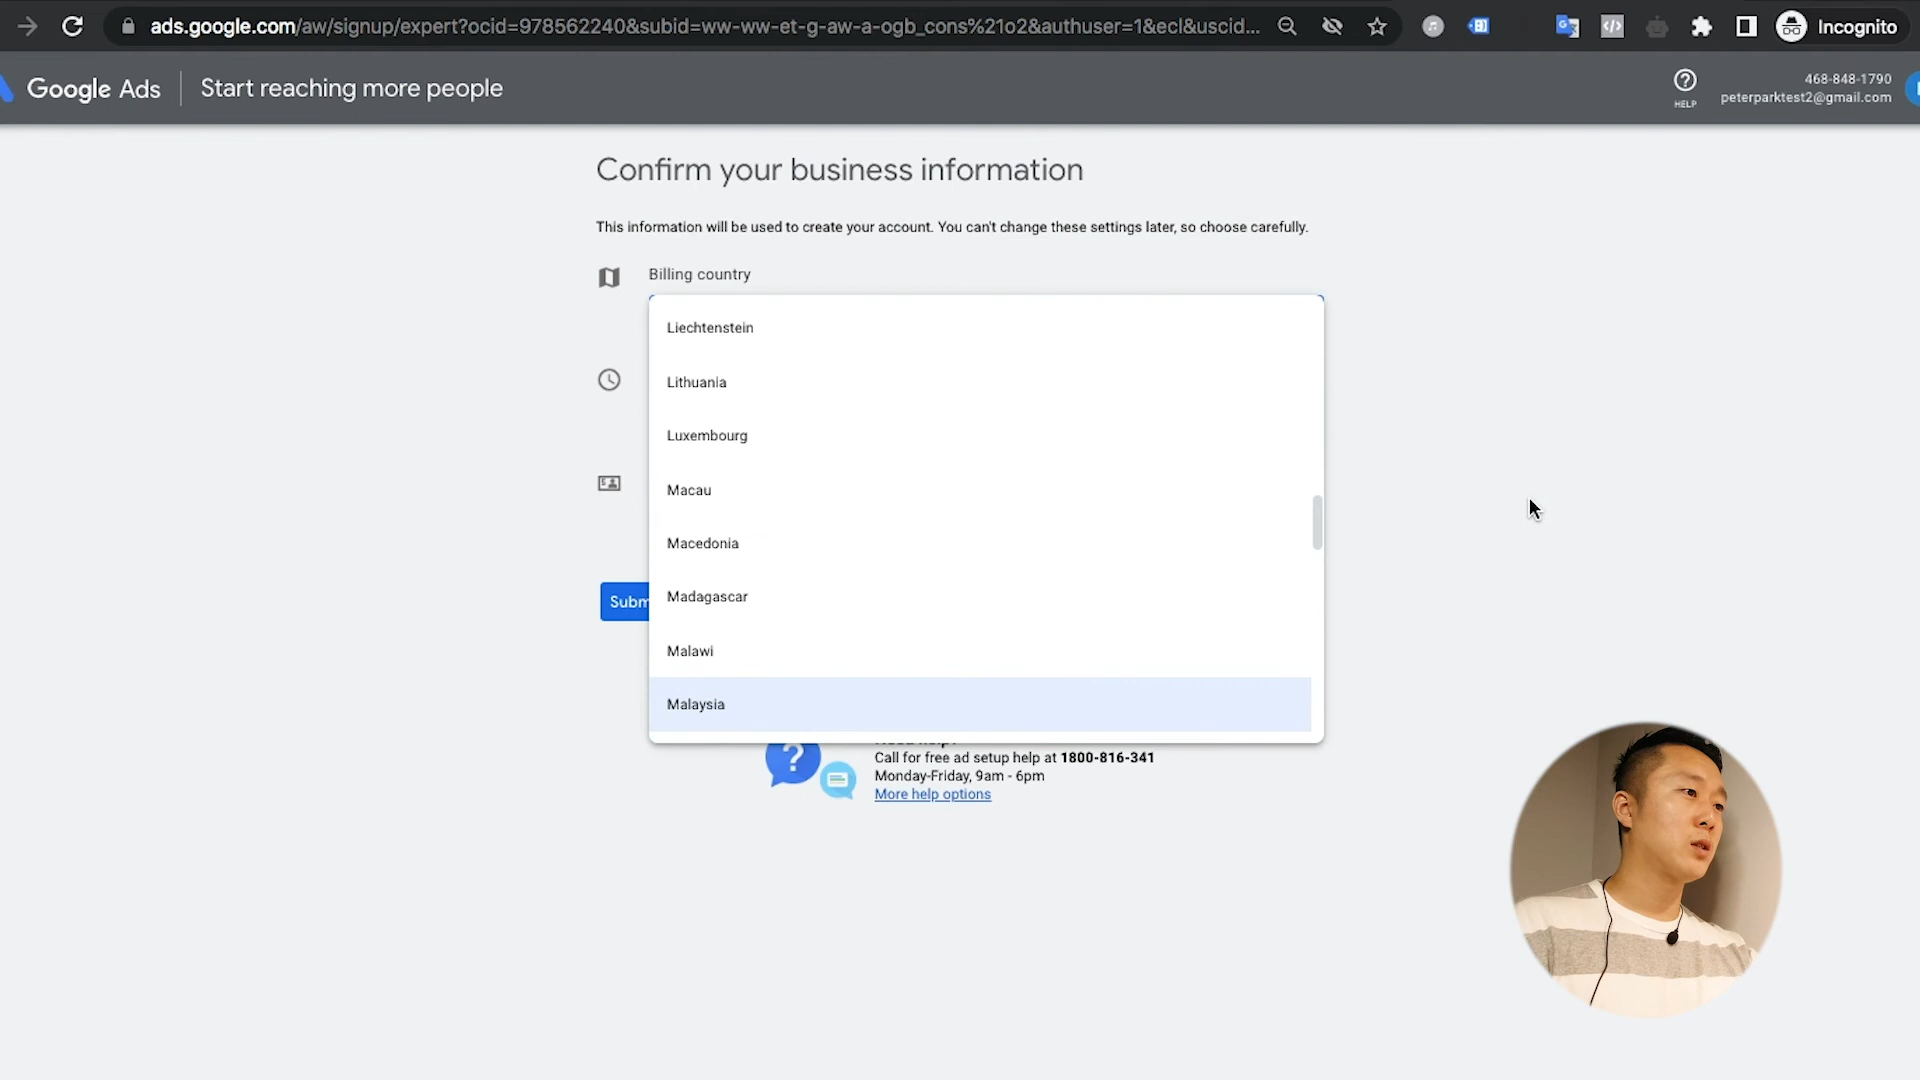 ads.google.com/aw/signup/expert?ocid=978562240&subid=ww-ww-et-g-aw-a-ogb_cons%21o2&authuser=1&ecl&uscid...
Incognito
Google Ads
Start reaching more people
HELP
468-848-1790
peterparktest2@gmail.com
Confirm your business information
This information will be used to create your account. You can't change these settings later, so choose carefully.
Billing country
Liechtenstein
Lithuania
Luxembourg
Macau
Macedonia
Madagascar
Malawi
Subm
Malaysia
Call for free ad setup help at 1800-816-341
Monday-Friday, 9am - 6pm
More help options